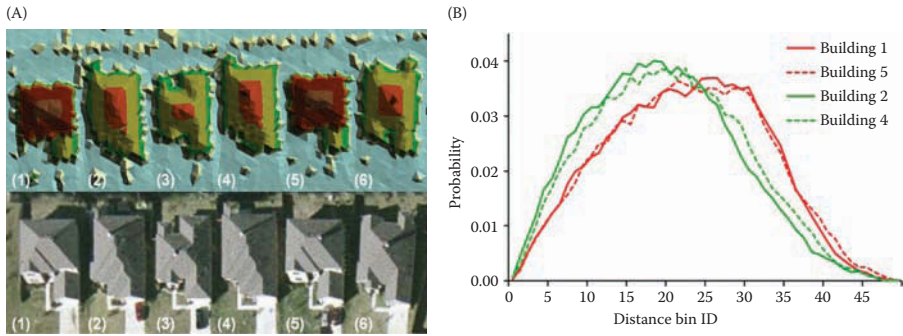 (A)
(1) (2) (3) (4) (5) (6)
(1) (2) (3) (4) (5) (6)
(B)
Probability
0.04
0.03
0.02
0.01
0.00
0 5 10 15 20 25 30 35 40 45
Distance bin ID
Building 1
Building 5
Building 2
Building 4